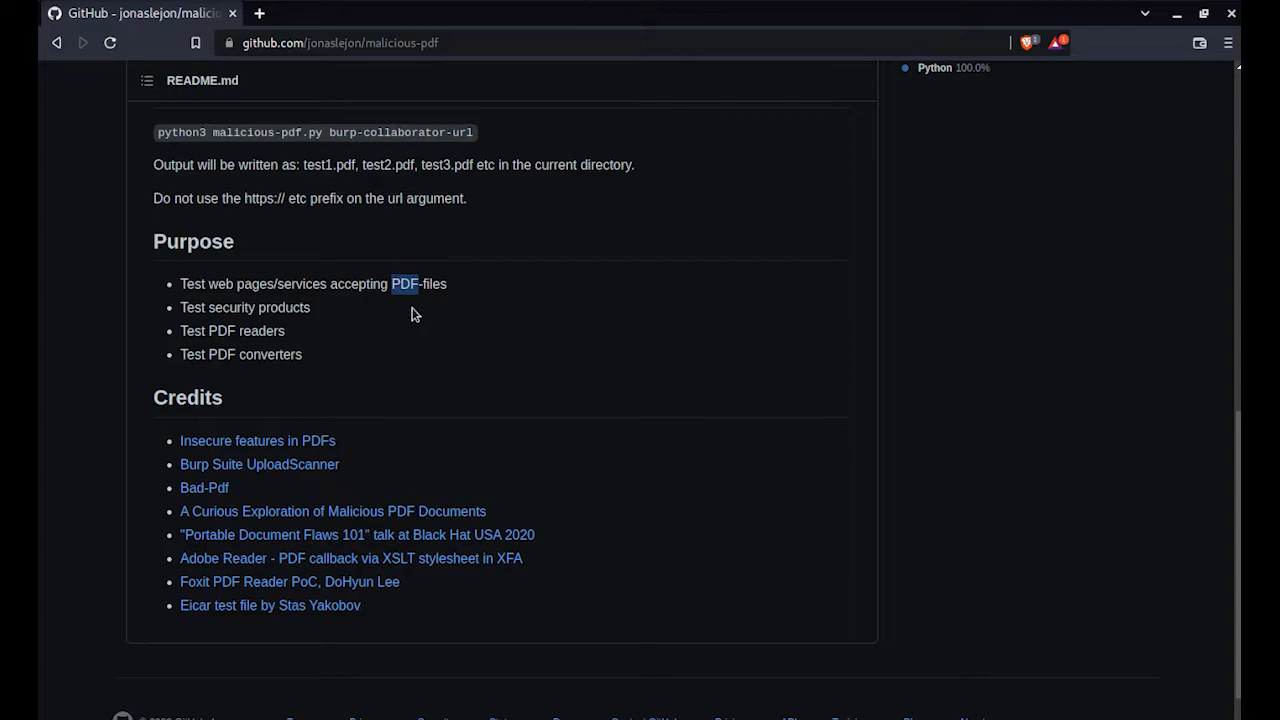 GitHub - jonaslejon/malicio
github.com/jonaslejon/malicious-pdf
1
1
README.md
Python 100.0%
python3 malicious-pdf.py burp-collaborator-url
Output will be written as: test1.pdf, test2.pdf, test3.pdf etc in the current directory.
Do not use the https:// etc prefix on the url argument.
Purpose
Test web pages/services accepting PDF-files
Test security products
Test PDF readers
Test PDF converters
Credits
Insecure features in PDFs
Burp Suite UploadScanner
Bad-Pdf
A Curious Exploration of Malicious PDF Documents
"Portable Document Flaws 101" talk at Black Hat USA 2020
Adobe Reader - PDF callback via XSLT stylesheet in XFA
Foxit PDF Reader PoC, DoHyun Lee
Eicar test file by Stas Yakobov